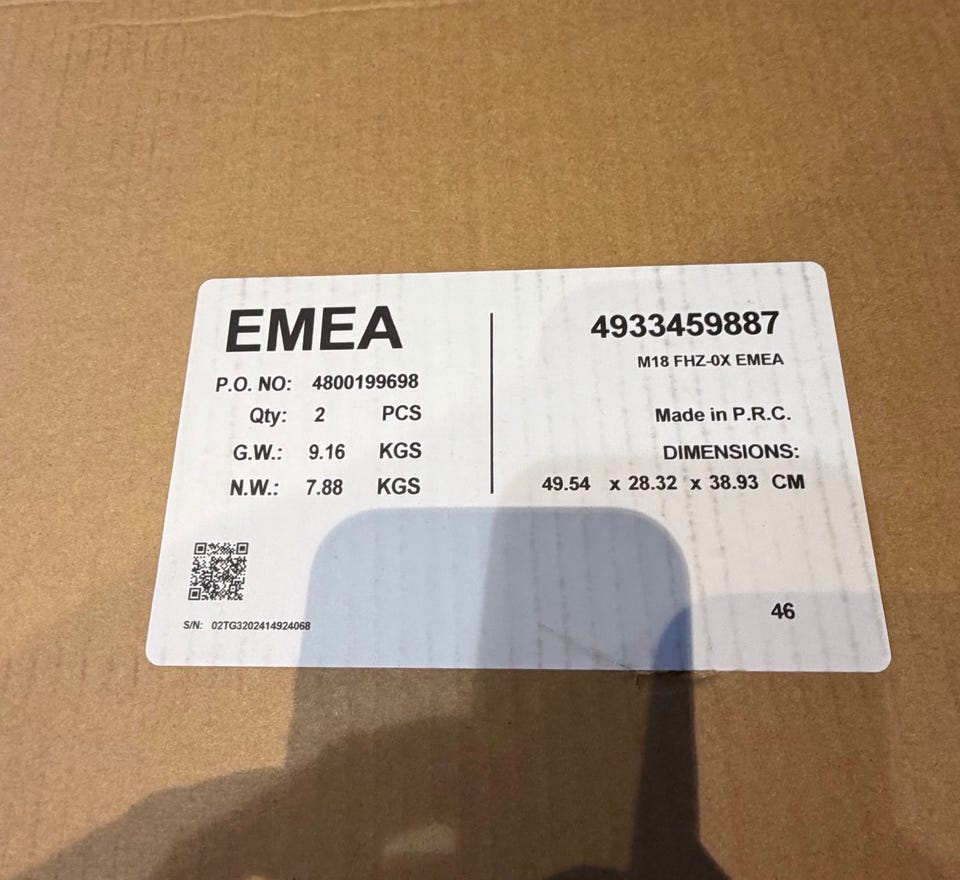 EMEA
P.O. NO: 4800199698
Qty: 2 PCS
G.W.: 9.16 KGS
N.W.: 7.88 KGS
S/N: 02TG3202414924068
4933459887
M18 FHZ-0X EMEA
Made in P.R.C.
DIMENSIONS:
49.54 x 28.32 x 38.93 CM
46